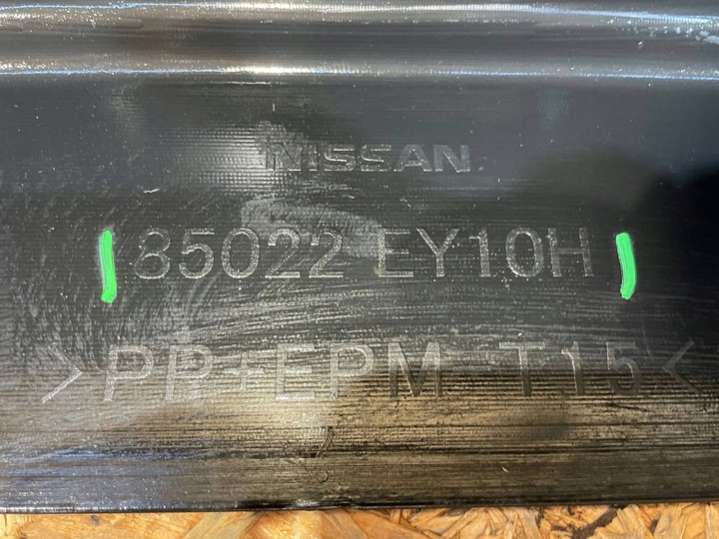 NISSAN
85022 EY10H
>PP+EPM-T15<